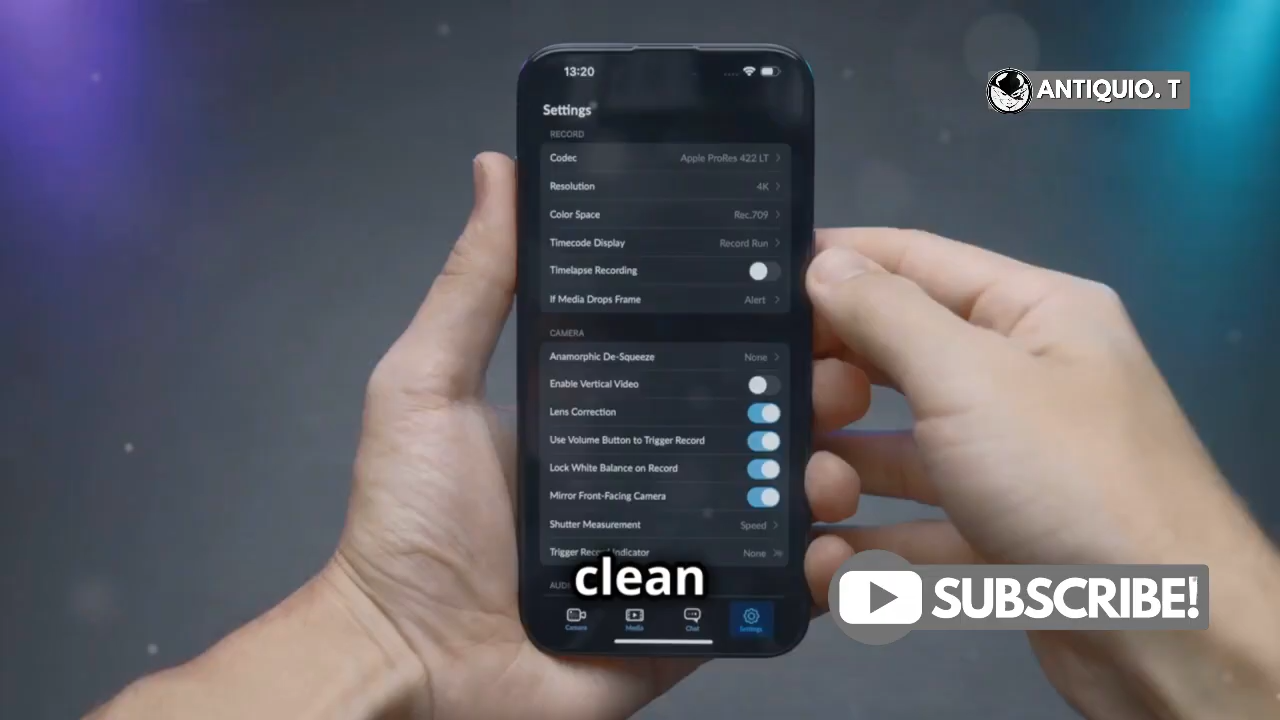 13:20
ANTIQUIO. T
Settings
RECORD
Codec Apple ProRes 422 LT
Resolution 4K
Color Space Rec.709
Timecode Display Record Run
Timelapse Recording
If Media Drops Frame Alert
CAMERA
Anamorphic De-Squeeze None
Enable Vertical Video
Lens Correction
Use Volume Button to Trigger Record
Lock White Balance on Record
Mirror Front-Facing Camera
Shutter Measurement Speed
Trigger Record Indicator None
clean
SUBSCRIBE!
Camera Media Chat Settings